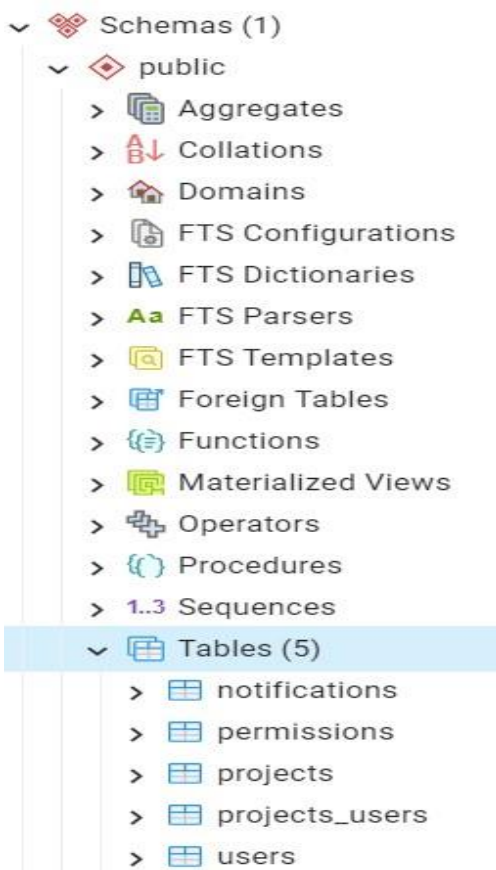 Schemas (1)
public
Aggregates
A
B↓ Collations
Domains
FTS Configurations
FTS Dictionaries
Aa FTS Parsers
FTS Templates
Foreign Tables
Functions
Materialized Views
Operators
Procedures
1..3 Sequences
Tables (5)
notifications
permissions
projects
projects_users
users